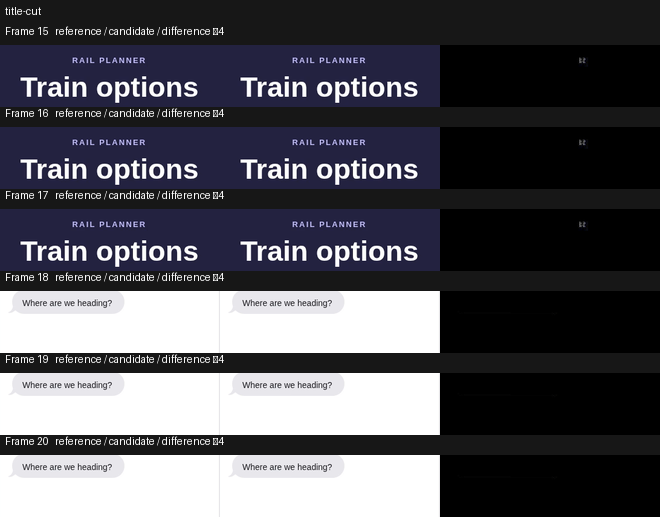 title-cut
Frame 15 reference / candidate / difference 4
RAIL PLANNER RAIL PLANNER
Train options Train options
Frame 16 reference / candidate / difference 4
RAIL PLANNER RAIL PLANNER
Train options Train options
Frame 17 reference / candidate / difference 4
RAIL PLANNER RAIL PLANNER
Train options Train options
Frame 18 reference / candidate / difference 4
Where are we heading? Where are we heading?
Frame 19 reference / candidate / difference 4
Where are we heading? Where are we heading?
Frame 20 reference / candidate / difference 4
Where are we heading? Where are we heading?